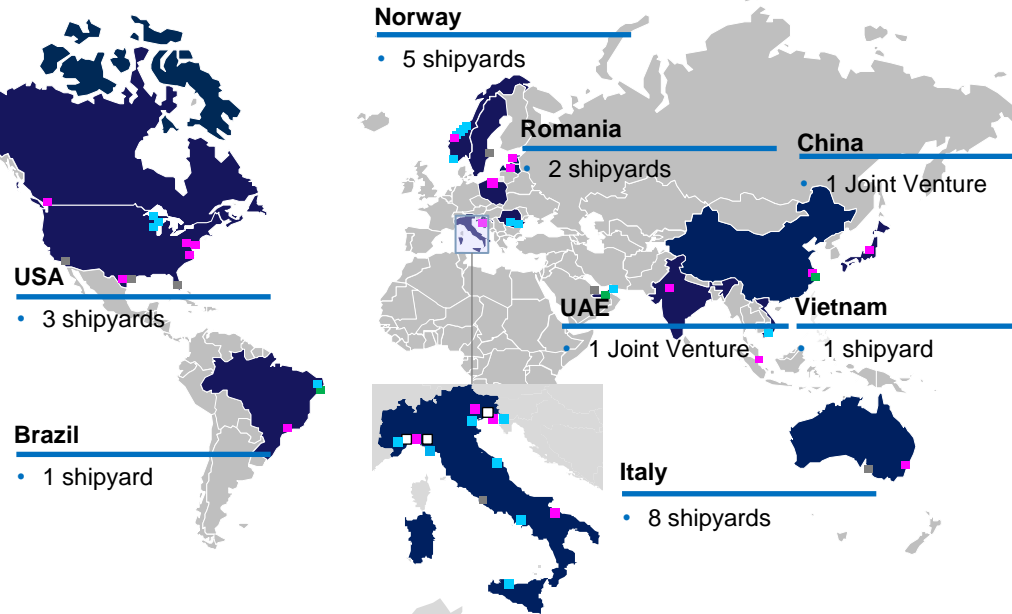 Norway
• 5 shipyards
Romania
• 2 shipyards
China
• 1 Joint Venture
USA
• 3 shipyards
UAE
• 1 Joint Venture
Vietnam
• 1 shipyard
Brazil
• 1 shipyard
Italy
• 8 shipyards